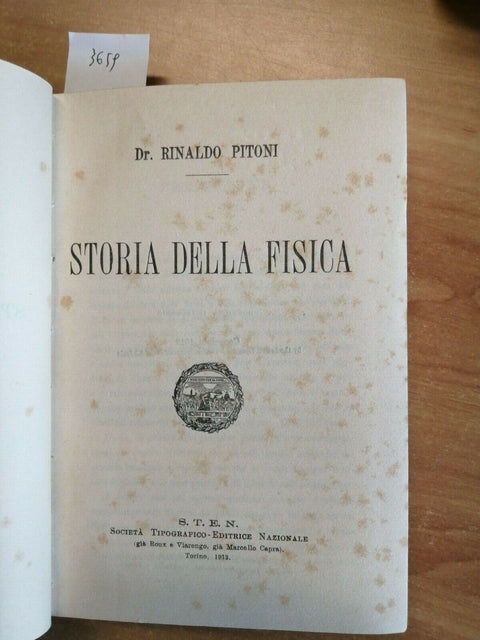 3659
Dr. RINALDO PITONI
STORIA DELLA FISICA
S. T. E. N.
SOCIETÀ TIPOGRAFICO-EDITRICE NAZIONALE
(già Roux e Viarengo, già Marcello Capra).
Torino, 1913.